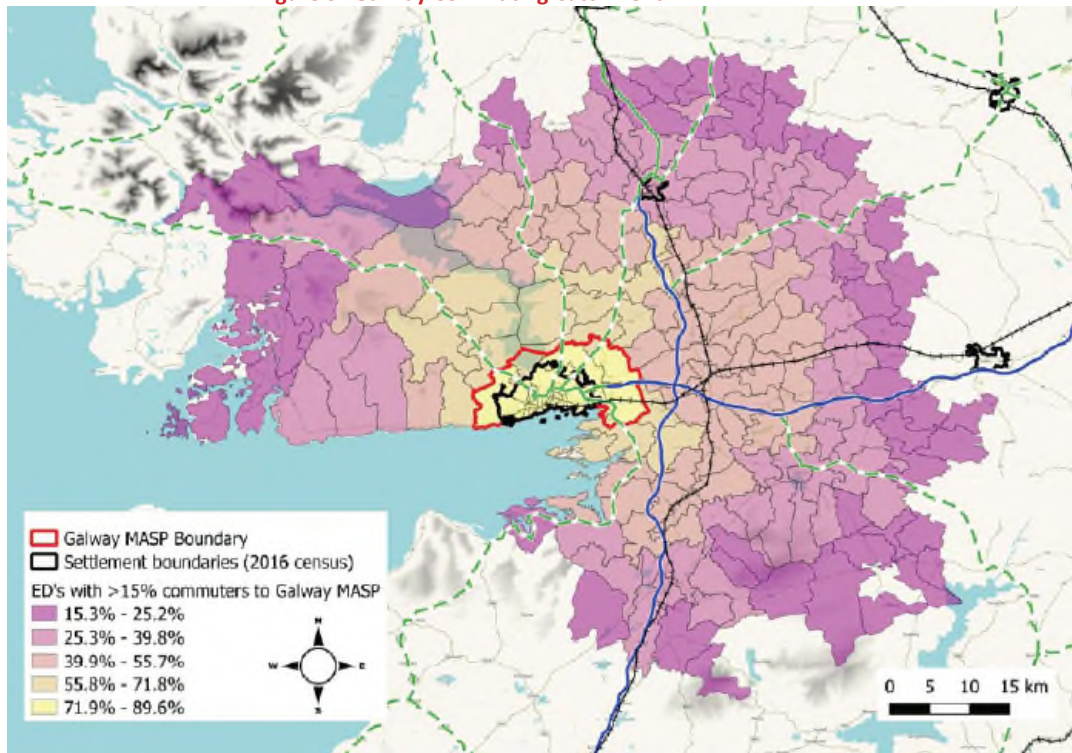 Galway MASP Boundary
Settlement boundaries (2016 census)
ED's with >15% commuters to Galway MASP
15.3% - 25.2%
25.3% - 39.8%
39.9% - 55.7%
55.8% - 71.8%
71.9% - 89.6%
N
W
E
S
0 5 10 15 km